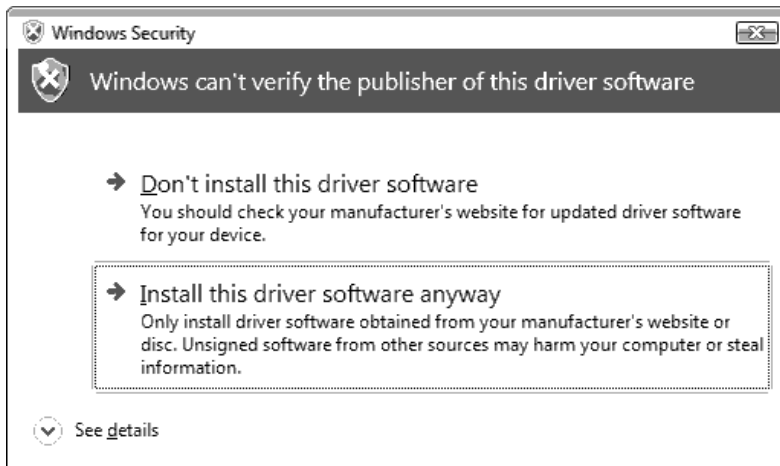 Windows Security
Windows can't verify the publisher of this driver software
Don't install this driver software
You should check your manufacturer's website for updated driver software
for your device.
Install this driver software anyway
Only install driver software obtained from your manufacturer's website or
disc. Unsigned software from other sources may harm your computer or steal
information.
See details